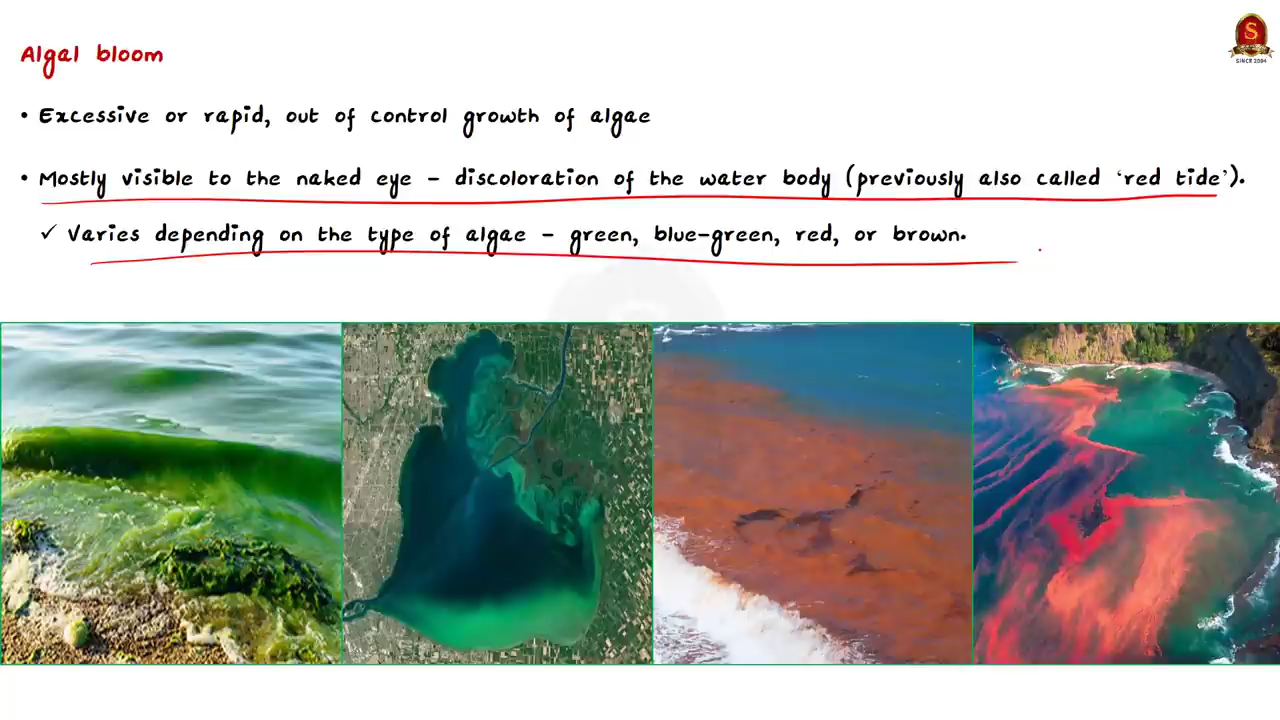 Algal bloom
• Excessive or rapid, out of control growth of algae
• Mostly visible to the naked eye – discoloration of the water body (previously also called ‘red tide’).
✓ Varies depending on the type of algae – green, blue-green, red, or brown.
S
SINCE 2004